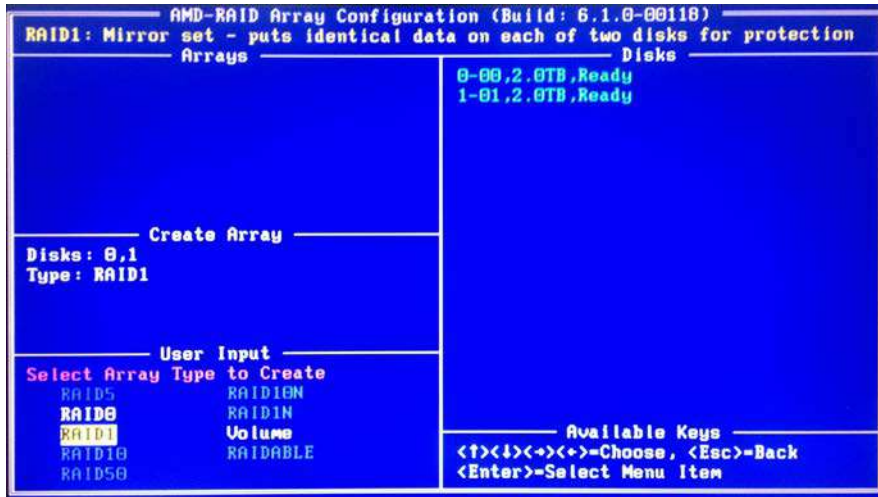 AMD-RAID Array Configuration (Build: 6.1.0-00118)
RAID1: Mirror set - puts identical data on each of two disks for protection
Arrays
Disks
0-00,2.0TB,Ready
1-01,2.0TB,Ready
Create Array
Disks: 0,1
Type: RAID1
User Input
Select Array Type to Create
RAID5 RAID10N
RAID0 RAID1N
RAID1 Volume
RAID10 RAIDABLE
RAID50
Available Keys
<↑><↓><→><←>=Choose, <Esc>=Back
<Enter>=Select Menu Item